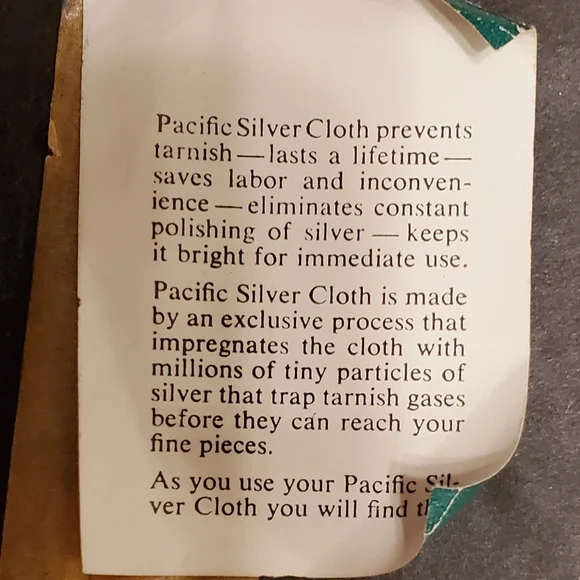 Pacific Silver Cloth prevents
tarnish — lasts a lifetime —
saves labor and inconven-
ience — eliminates constant
polishing of silver — keeps
it bright for immediate use.
Pacific Silver Cloth is made
by an exclusive process that
impregnates the cloth with
millions of tiny particles of
silver that trap tarnish gases
before they can reach your
fine pieces.
As you use your Pacific Sil-
ver Cloth you will find